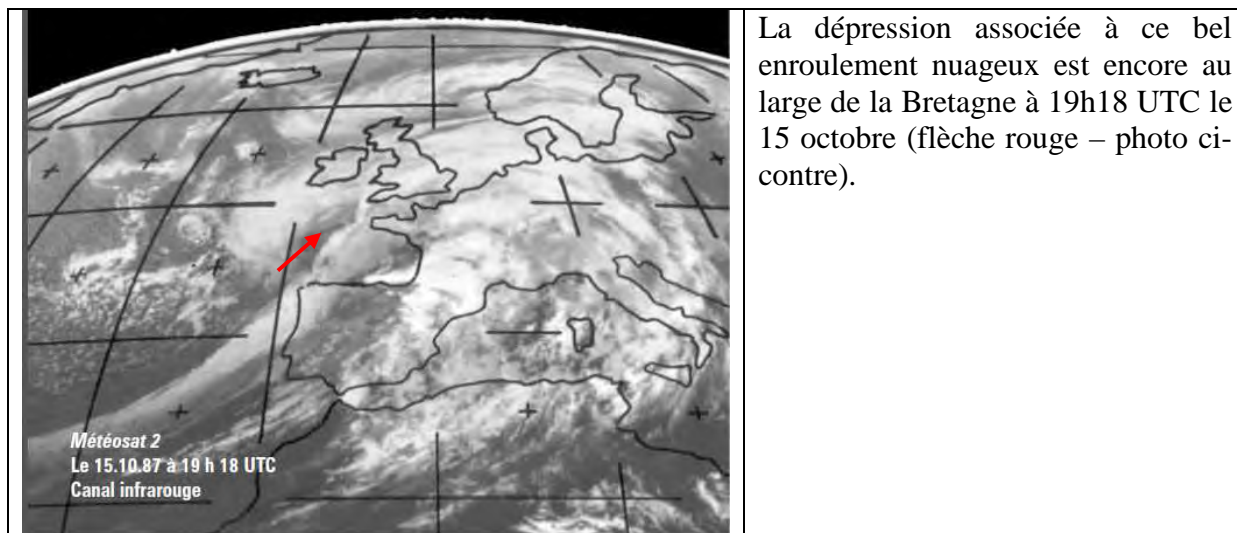 La dépression associée à ce bel
enroulement nuageux est encore au
large de la Bretagne à 19h18 UTC le
15 octobre (flèche rouge – photo ci-
contre).
Météosat 2
Le 15.10.87 à 19 h 18 UTC
Canal infrarouge